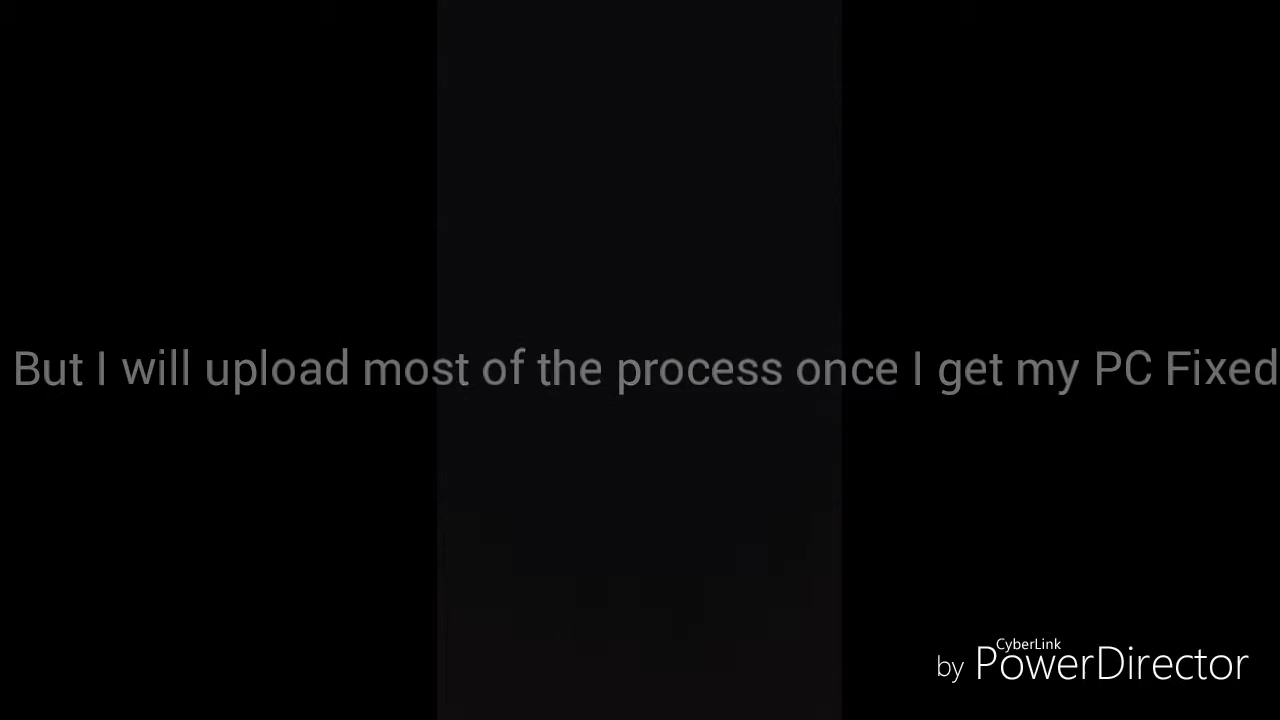 But I will upload most of the process once I get my PC Fixed
CyberLink
by PowerDirector